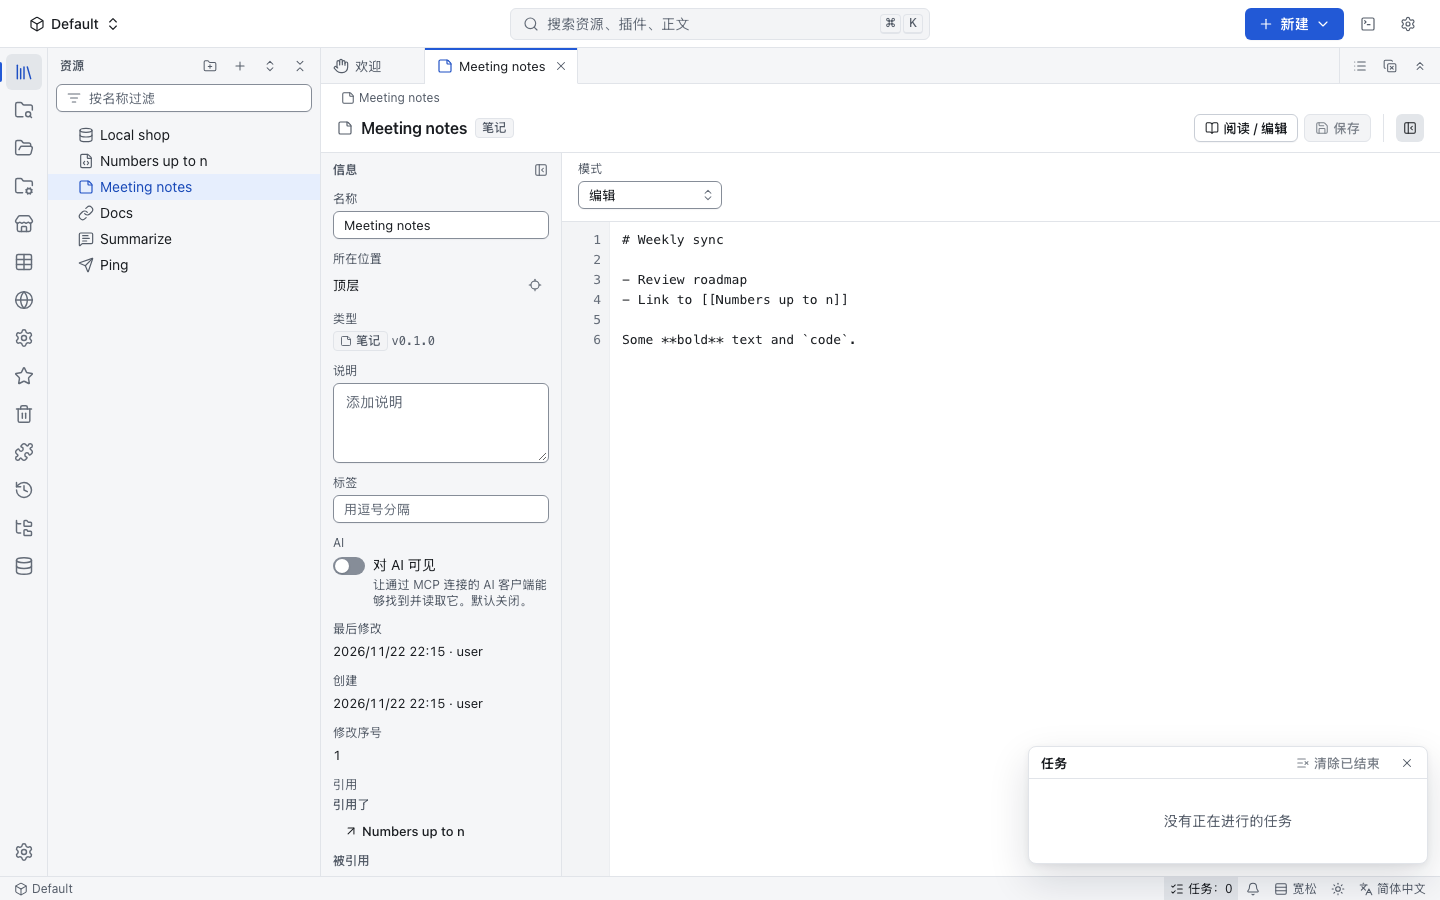 Default
搜索资源、插件、正文
⌘ K
新建
资源
按名称过滤
Local shop
Numbers up to n
Meeting notes
Docs
Summarize
Ping
欢迎
Meeting notes
Meeting notes
Meeting notes
笔记
阅读 / 编辑
保存
信息
名称
Meeting notes
所在位置
顶层
类型
笔记 v0.1.0
说明
添加说明
标签
用逗号分隔
AI
对 AI 可见
让通过 MCP 连接的 AI 客户端能
够找到并读取它。默认关闭。
最后修改
2026/11/22 22:15 · user
创建
2026/11/22 22:15 · user
修改序号
1
引用
引用了
Numbers up to n
被引用
模式
编辑
1 # Weekly sync
2
3 - Review roadmap
4 - Link to [[Numbers up to n]]
5
6 Some **bold** text and `code`.
任务
清除已结束
没有正在进行的任务
Default
任务: 0
宽松
简体中文